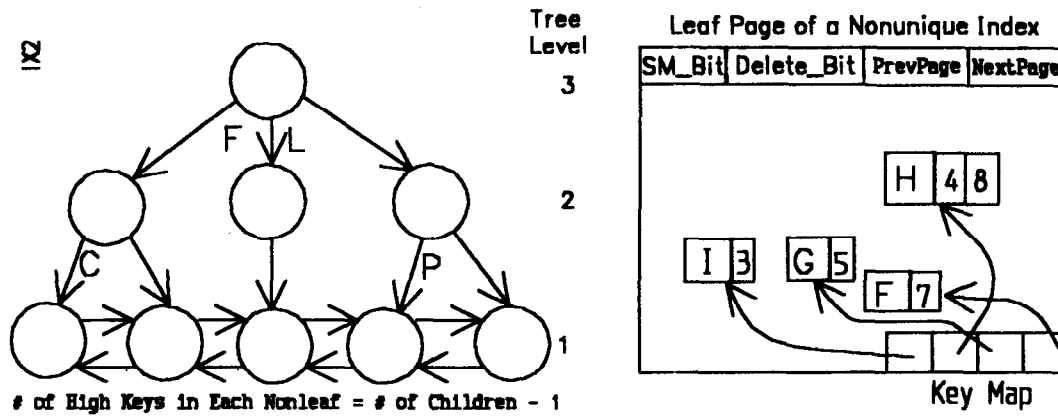 IX2
Tree
Level
3
F L
2
C
P
1
# of High Keys in Each Nonleaf = # of Children - 1
Leaf Page of a Nonunique Index
SM_Bit Delete_Bit PrevPage NextPage
H 4 8
I 3
G 5
F 7
Key Map